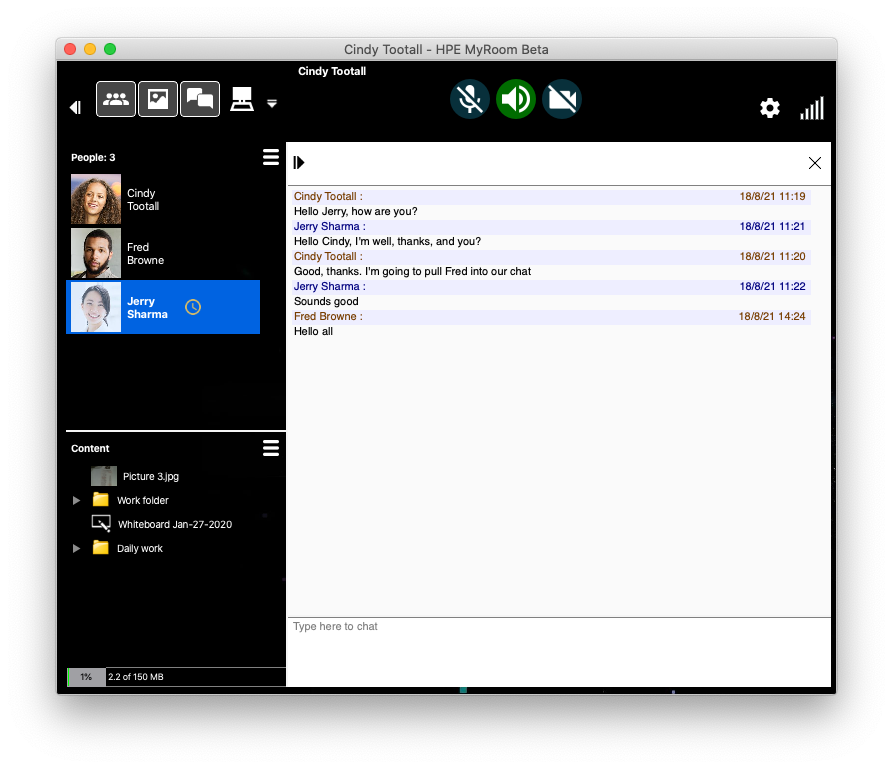 Cindy Tootall - HPE MyRoom Beta
Cindy Tootall
People: 3
Cindy
Tootall
Fred
Browne
Jerry
Sharma
Content
Picture 3.jpg
Work folder
Whiteboard Jan-27-2020
Daily work
1% 2.2 of 150 MB
Cindy Tootall : 18/8/21 11:19
Hello Jerry, how are you?
Jerry Sharma : 18/8/21 11:21
Hello Cindy, I'm well, thanks, and you?
Cindy Tootall : 18/8/21 11:20
Good, thanks. I'm going to pull Fred into our chat
Jerry Sharma : 18/8/21 11:22
Sounds good
Fred Browne : 18/8/21 14:24
Hello all
Type here to chat